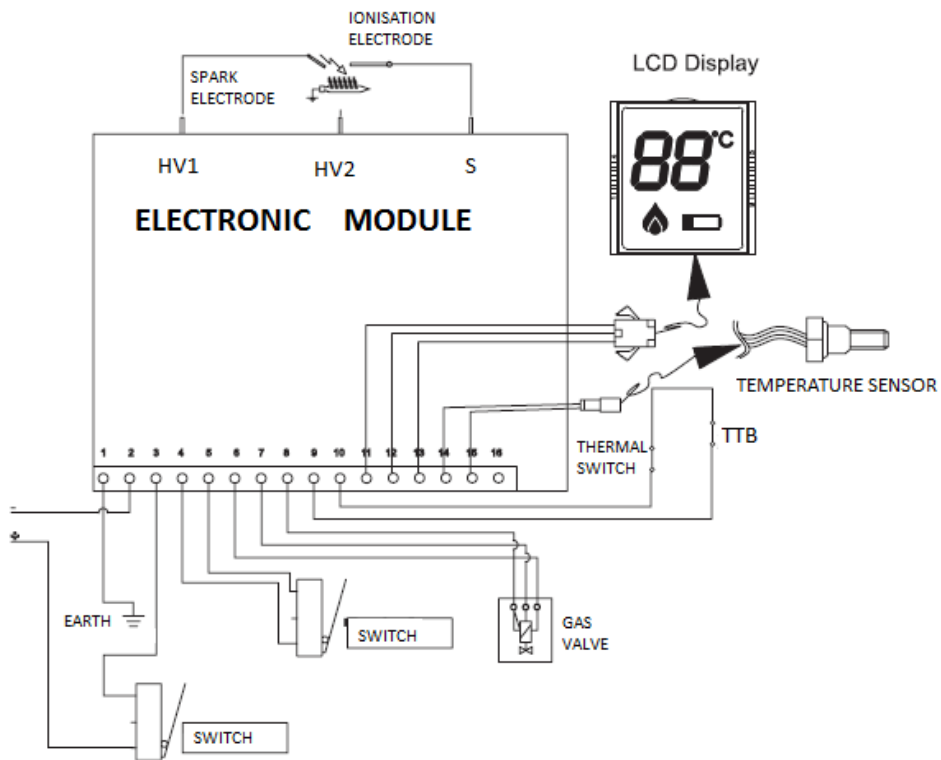 IONISATION
ELECTRODE
LCD Display
SPARK
ELECTRODE
88°C
HV1
HV2
S
ELECTRONIC MODULE
TEMPERATURE SENSOR
THERMAL
SWITCH
TTB
1 2 3 4 5 6 7 8 9 10 11 12 13 14 15 16
-
+
EARTH
SWITCH
GAS
VALVE
SWITCH